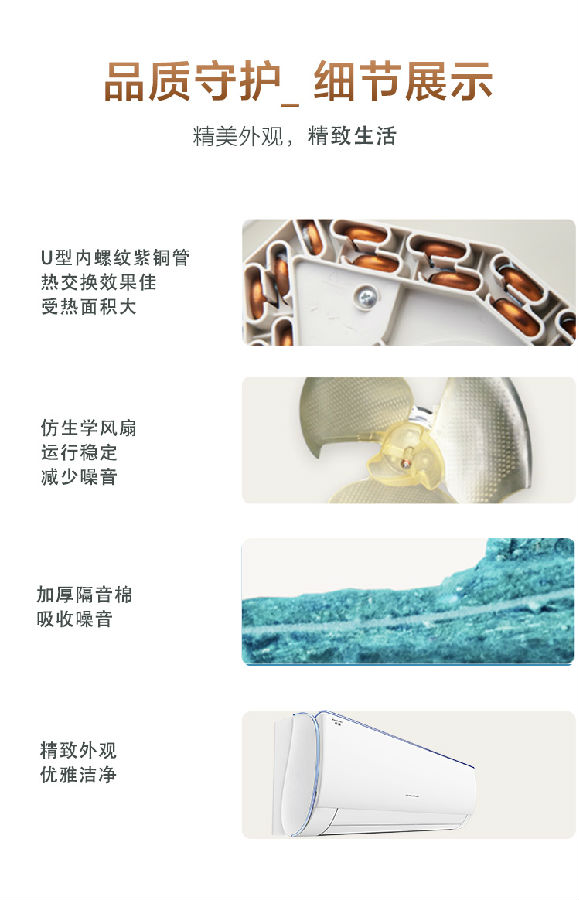 品质守护_ 细节展示
精美外观，精致生活
U型内螺纹紫铜管
热交换效果佳
受热面积大
仿生学风扇
运行稳定
减少噪音
加厚隔音棉
吸收噪音
精致外观
优雅洁净